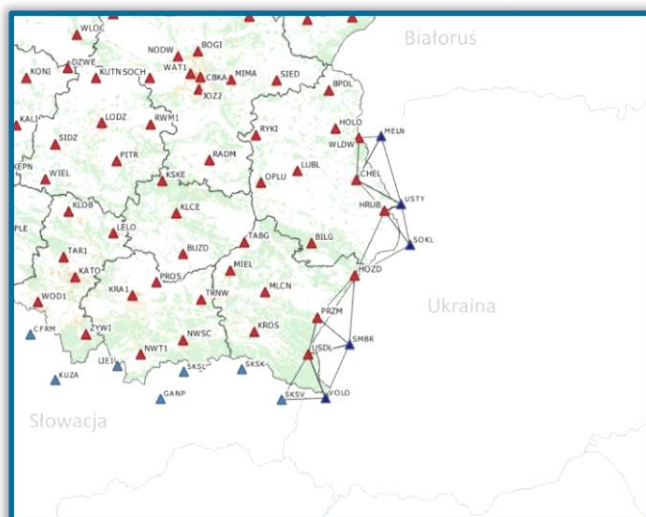 WLOC
Białoruś
NODW
BOGI
DZWE
WAT1
KONI
KUTN
SOCH
CBKA
MIMA
SIED
JOZ2
BPDL
KALI
LODZ
RWM1
HOLO
RYKI
WLDW
MELN
SIDZ
PITR
RADM
KEPN
LUBL
WIEL
KSKE
OPLU
CHEL
USTY
KLOB
KLCE
HRUB
PLE
LELO
TABG
BILG
SOKL
TAR1
BUZD
KATO
MIEL
HOZD
PROS
KRA1
TRNW
MLCN
WOD1
Ukraina
PRZM
CFRM
ZYWI
NWSC
KROS
NWT1
USDL
SMBR
LIE1
SKSL
SKSK
KUZA
GANP
SKSV
VOLO
Słowacja